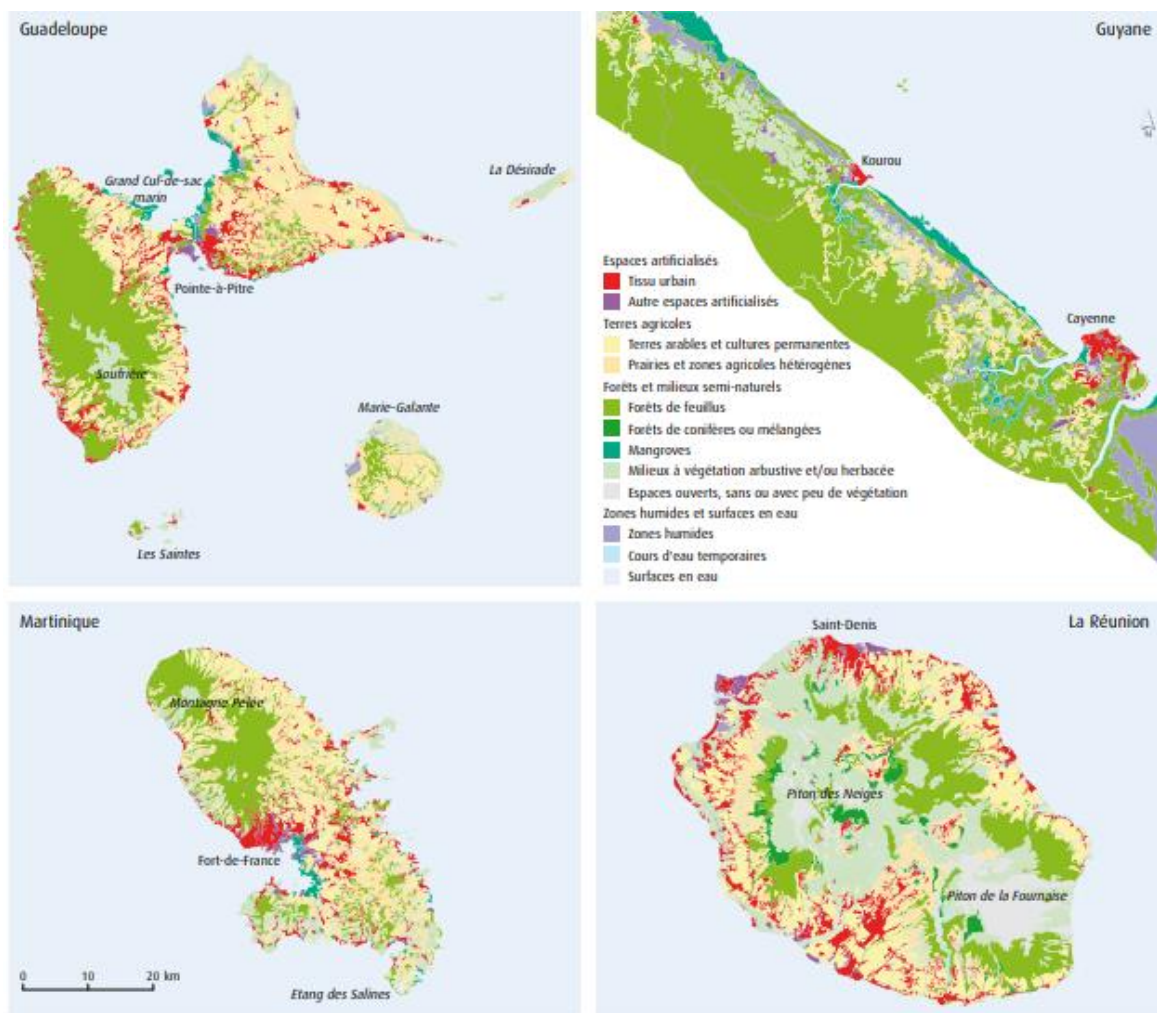 Guadeloupe
Grand Cul-de-sac
marin
La Désirade
Pointe-à-Pitre
Soufrière
Marie-Galante
Les Saintes
Guyane
Kourou
Cayenne
Espaces artificialisés
Tissu urbain
Autre espaces artificialisés
Terres agricoles
Terres arables et cultures permanentes
Prairies et zones agricoles hétérogènes
Forêts et milieux semi-naturels
Forêts de feuillus
Forêts de conifères ou mélangées
Mangroves
Milieux à végétation arbustive et/ou herbacée
Espaces ouverts, sans ou avec peu de végétation
Zones humides et surfaces en eau
Zones humides
Cours d'eau temporaires
Surfaces en eau
Martinique
Montagne Pelée
Fort-de-France
0 10 20 km
Etang des Salines
La Réunion
Saint-Denis
Piton des Neiges
Piton de la Fournaise